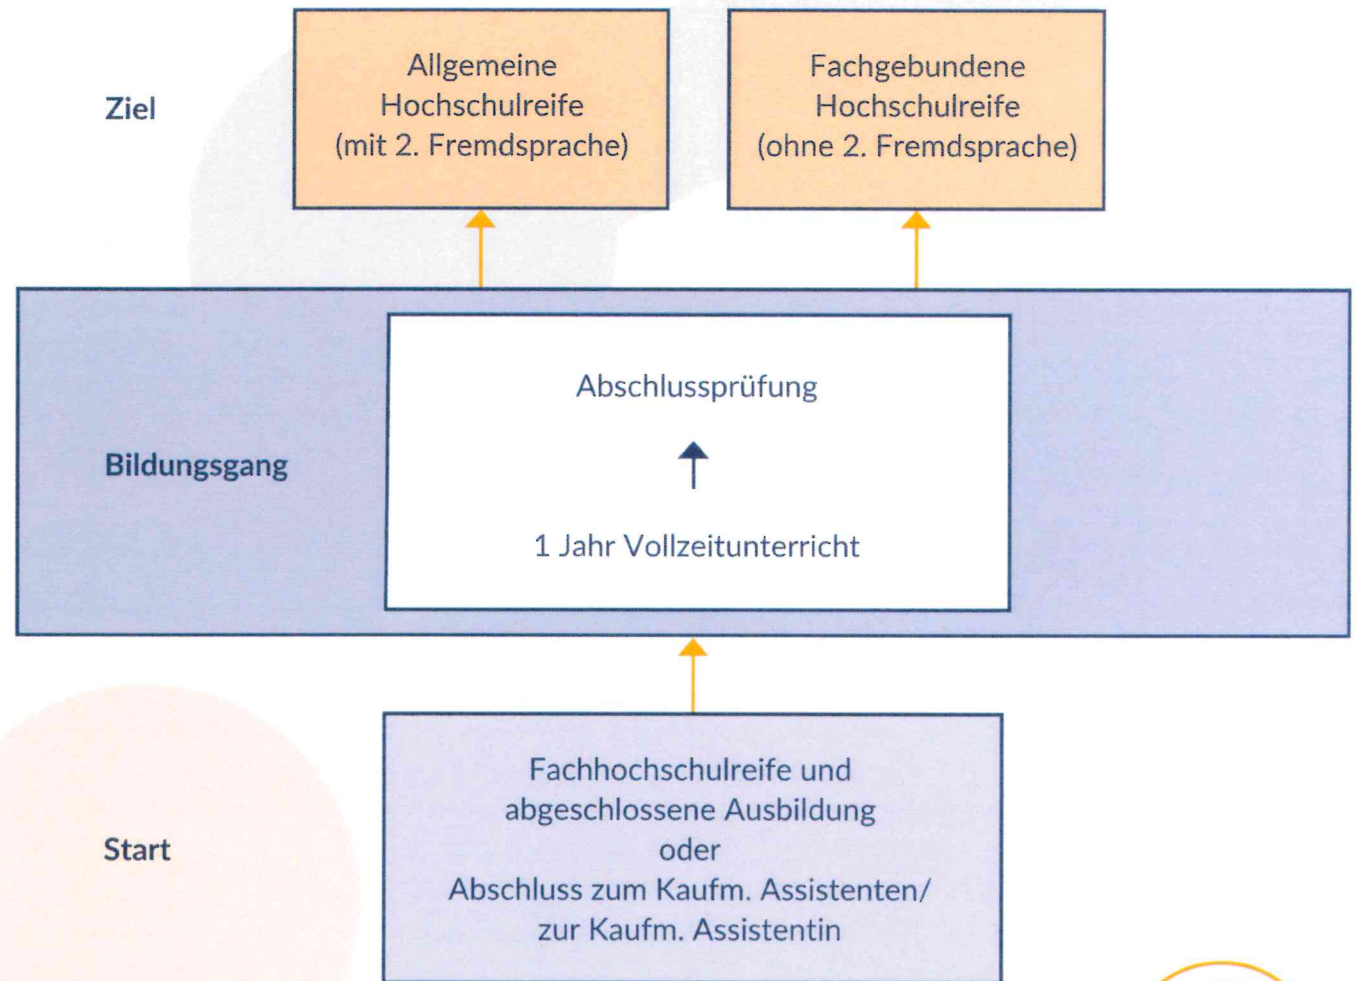 Ziel
Allgemeine
Hochschulreife
(mit 2. Fremdsprache)
Fachgebundene
Hochschulreife
(ohne 2. Fremdsprache)
Bildungsgang
Abschlussprüfung
1 Jahr Vollzeitunterricht
Start
Fachhochschulreife und
abgeschlossene Ausbildung
oder
Abschluss zum Kaufm. Assistenten/
zur Kaufm. Assistentin